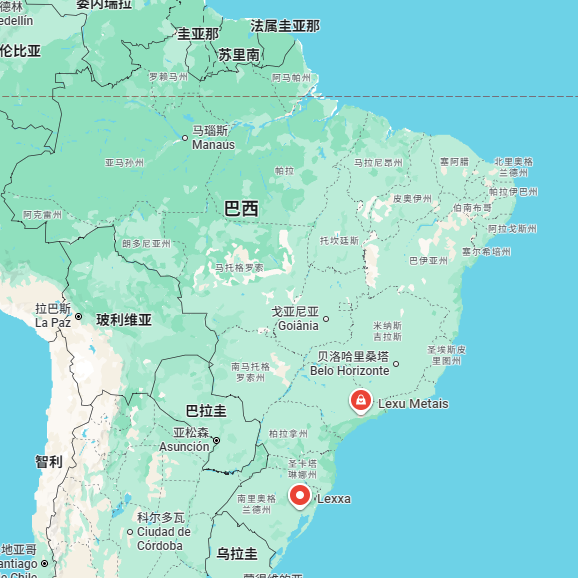 委内瑞拉
德林
edellín
圭亚那
法属圭亚那
苏里南
伦比亚
罗赖马州
阿马帕州
马瑙斯
Manaus
亚马孙州
帕拉
马拉尼昂州
塞阿腊
北里奥格
兰德州
帕拉伊巴州
皮奥伊州
伯南布哥
阿克雷州
巴西
阿拉戈斯州
朗多尼亚州
托坎廷斯
塞尔希培州
马托格罗索
巴伊亚州
拉巴斯
La Paz
玻利维亚
戈亚尼亚
Goiânia
米纳斯
吉拉斯
贝洛哈里桑塔
Belo Horizonte
圣埃斯皮
里图州
南马托格
罗索州
Lexu Metais
巴拉圭
亚松森
Asunción
柏拉拿州
智利
圣卡塔
琳娜州
Lexxa
南里奥格
兰德州
科尔多瓦
Ciudad de
Córdoba
地亚哥
antiago
e Chile
乌拉圭
蒙得维的亚